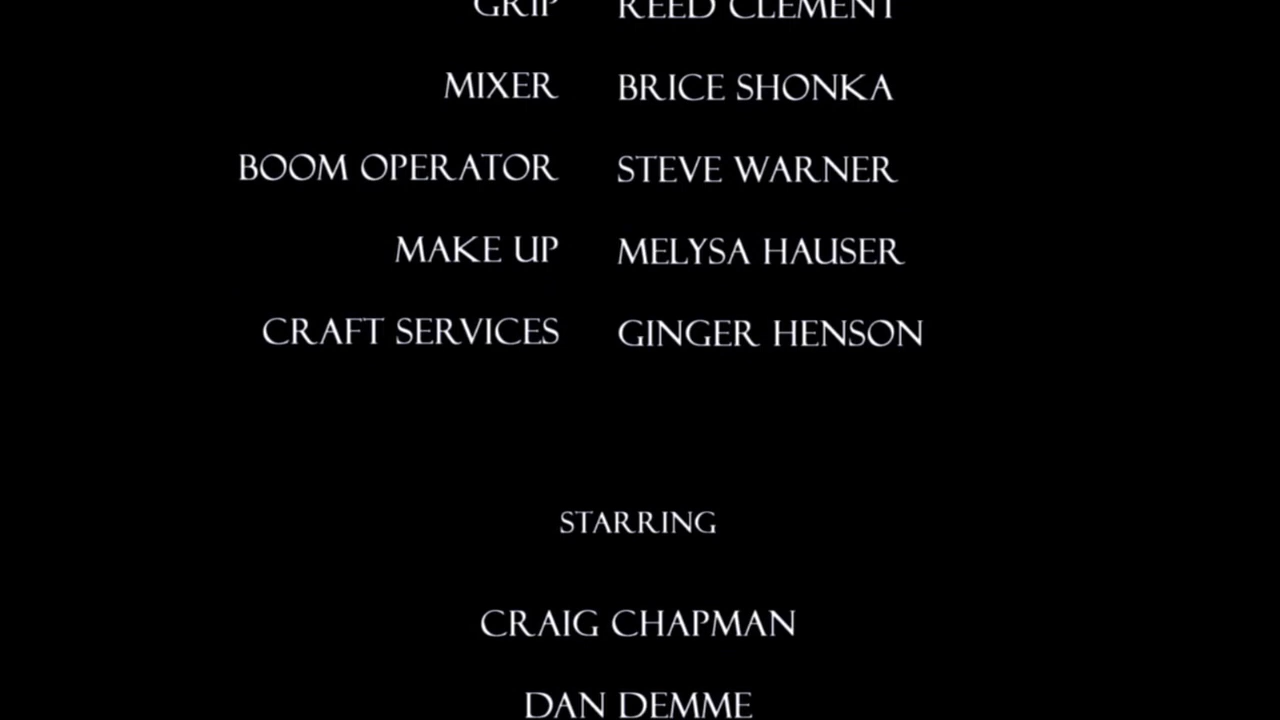 GRIP REED CLEMENT
MIXER BRICE SHONKA
BOOM OPERATOR STEVE WARNER
MAKE UP MELYSA HAUSER
CRAFT SERVICES GINGER HENSON
STARRING
CRAIG CHAPMAN
DAN DEMME